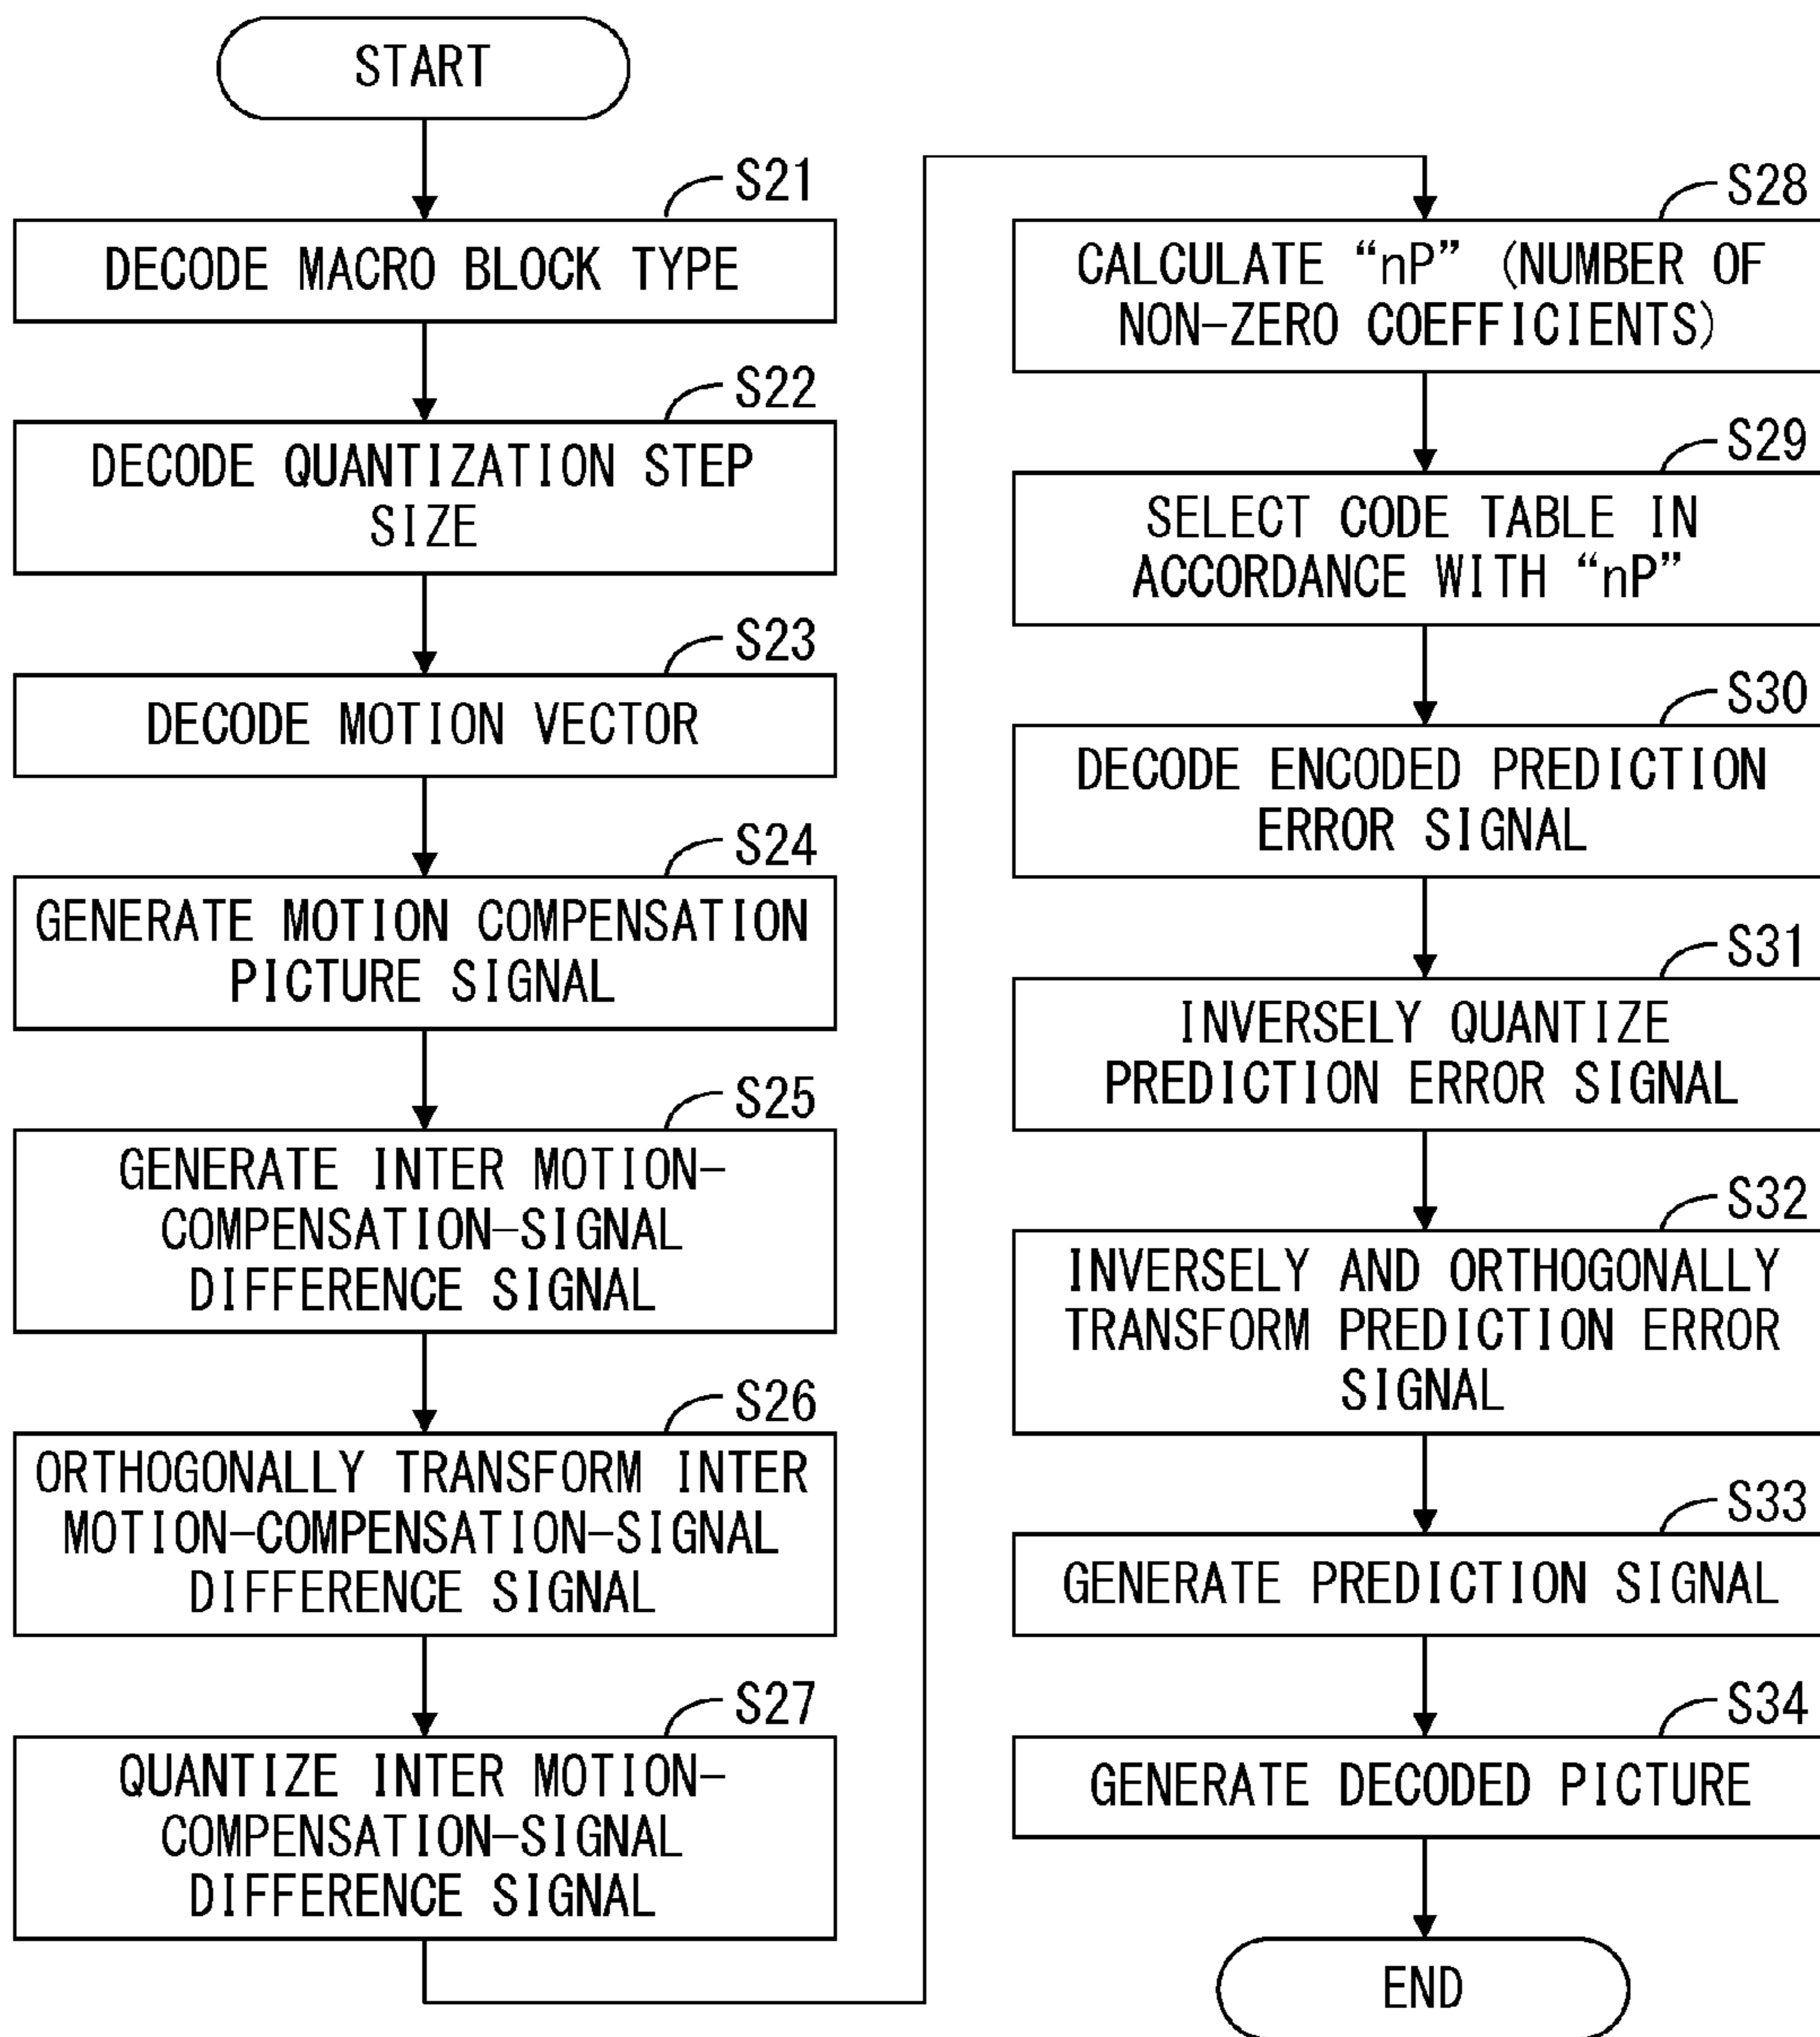 START
S21
DECODE MACRO BLOCK TYPE
S22
DECODE QUANTIZATION STEP
SIZE
S23
DECODE MOTION VECTOR
S24
GENERATE MOTION COMPENSATION
PICTURE SIGNAL
S25
GENERATE INTER MOTION-
COMPENSATION-SIGNAL
DIFFERENCE SIGNAL
S26
ORTHOGONALLY TRANSFORM INTER
MOTION-COMPENSATION-SIGNAL
DIFFERENCE SIGNAL
S27
QUANTIZE INTER MOTION-
COMPENSATION-SIGNAL
DIFFERENCE SIGNAL
S28
CALCULATE “nP” (NUMBER OF
NON-ZERO COEFFICIENTS)
S29
SELECT CODE TABLE IN
ACCORDANCE WITH “nP”
S30
DECODE ENCODED PREDICTION
ERROR SIGNAL
S31
INVERSELY QUANTIZE
PREDICTION ERROR SIGNAL
S32
INVERSELY AND ORTHOGONALLY
TRANSFORM PREDICTION ERROR
SIGNAL
S33
GENERATE PREDICTION SIGNAL
S34
GENERATE DECODED PICTURE
END